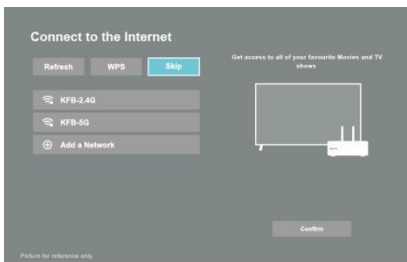 Connect to the Internet
Refresh
WPS
Skip
Get access to all of your favourite Movies and TV
shows
KFB-2.4G
KFB-5G
Add a Network
Confirm
Picture for reference only